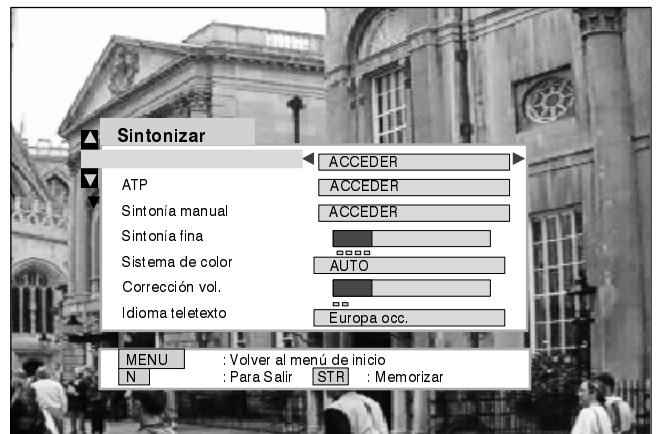 Sintonizar
ACCEDER
ATP ACCEDER
Sintonía manual ACCEDER
Sintonía fina
Sistema de color AUTO
Corrección vol.
Idioma teletexto Europa occ.
MENU : Volver al menú de inicio
N : Para Salir STR : Memorizar